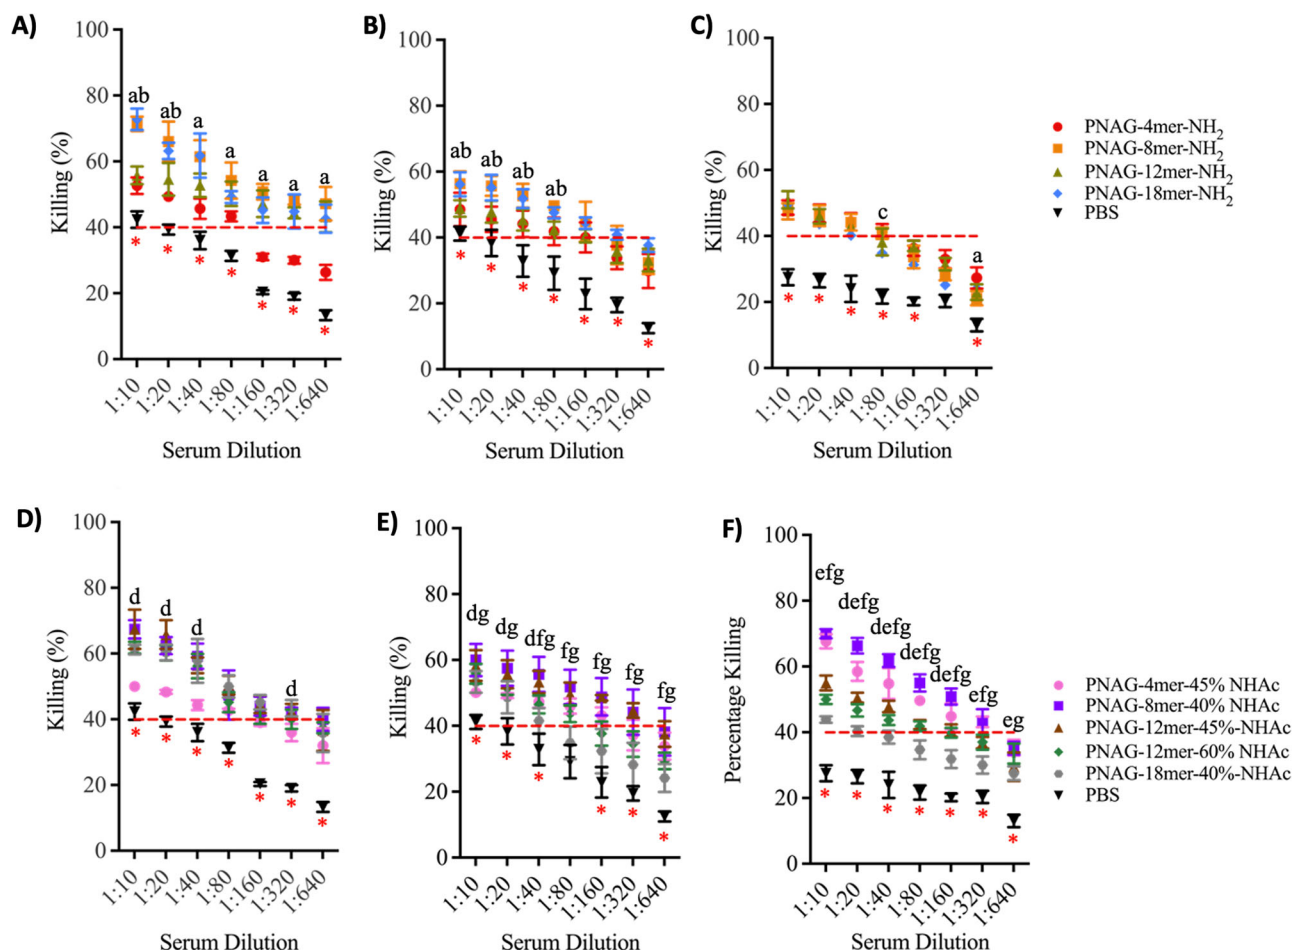 A)
100
80
60
40
20
0
Killing (%)
ab
ab
a
a
a
a
a
*
*
*
*
*
*
*
1:10
1:20
1:40
1:80
1:160
1:320
1:640
Serum Dilution
B)
100
80
60
40
20
0
Killing (%)
ab
ab
ab
ab
*
*
*
*
*
*
*
1:10
1:20
1:40
1:80
1:160
1:320
1:640
Serum Dilution
C)
100
80
60
40
20
0
Killing (%)
c
a
*
*
*
*
*
*
1:10
1:20
1:40
1:80
1:160
1:320
1:640
Serum Dilution
PNAG-4mer-NH2
PNAG-8mer-NH2
PNAG-12mer-NH2
PNAG-18mer-NH2
PBS
D)
100
80
60
40
20
0
Killing (%)
d
d
d
d
*
*
*
*
*
*
*
1:10
1:20
1:40
1:80
1:160
1:320
1:640
Serum Dilution
E)
100
80
60
40
20
0
Killing (%)
dg
dg
dfg
fg
fg
fg
fg
*
*
*
*
*
*
1:10
1:20
1:40
1:80
1:160
1:320
1:640
Serum Dilution
F)
100
80
60
40
20
0
Percentage Killing
efg
defg
defg
defg
defg
efg
eg
*
*
*
*
*
*
*
1:10
1:20
1:40
1:80
1:160
1:320
1:640
Serum Dilution
PNAG-4mer-45% NHAc
PNAG-8mer-40% NHAc
PNAG-12mer-45%-NHAc
PNAG-12mer-60% NHAc
PNAG-18mer-40%-NHAc
PBS